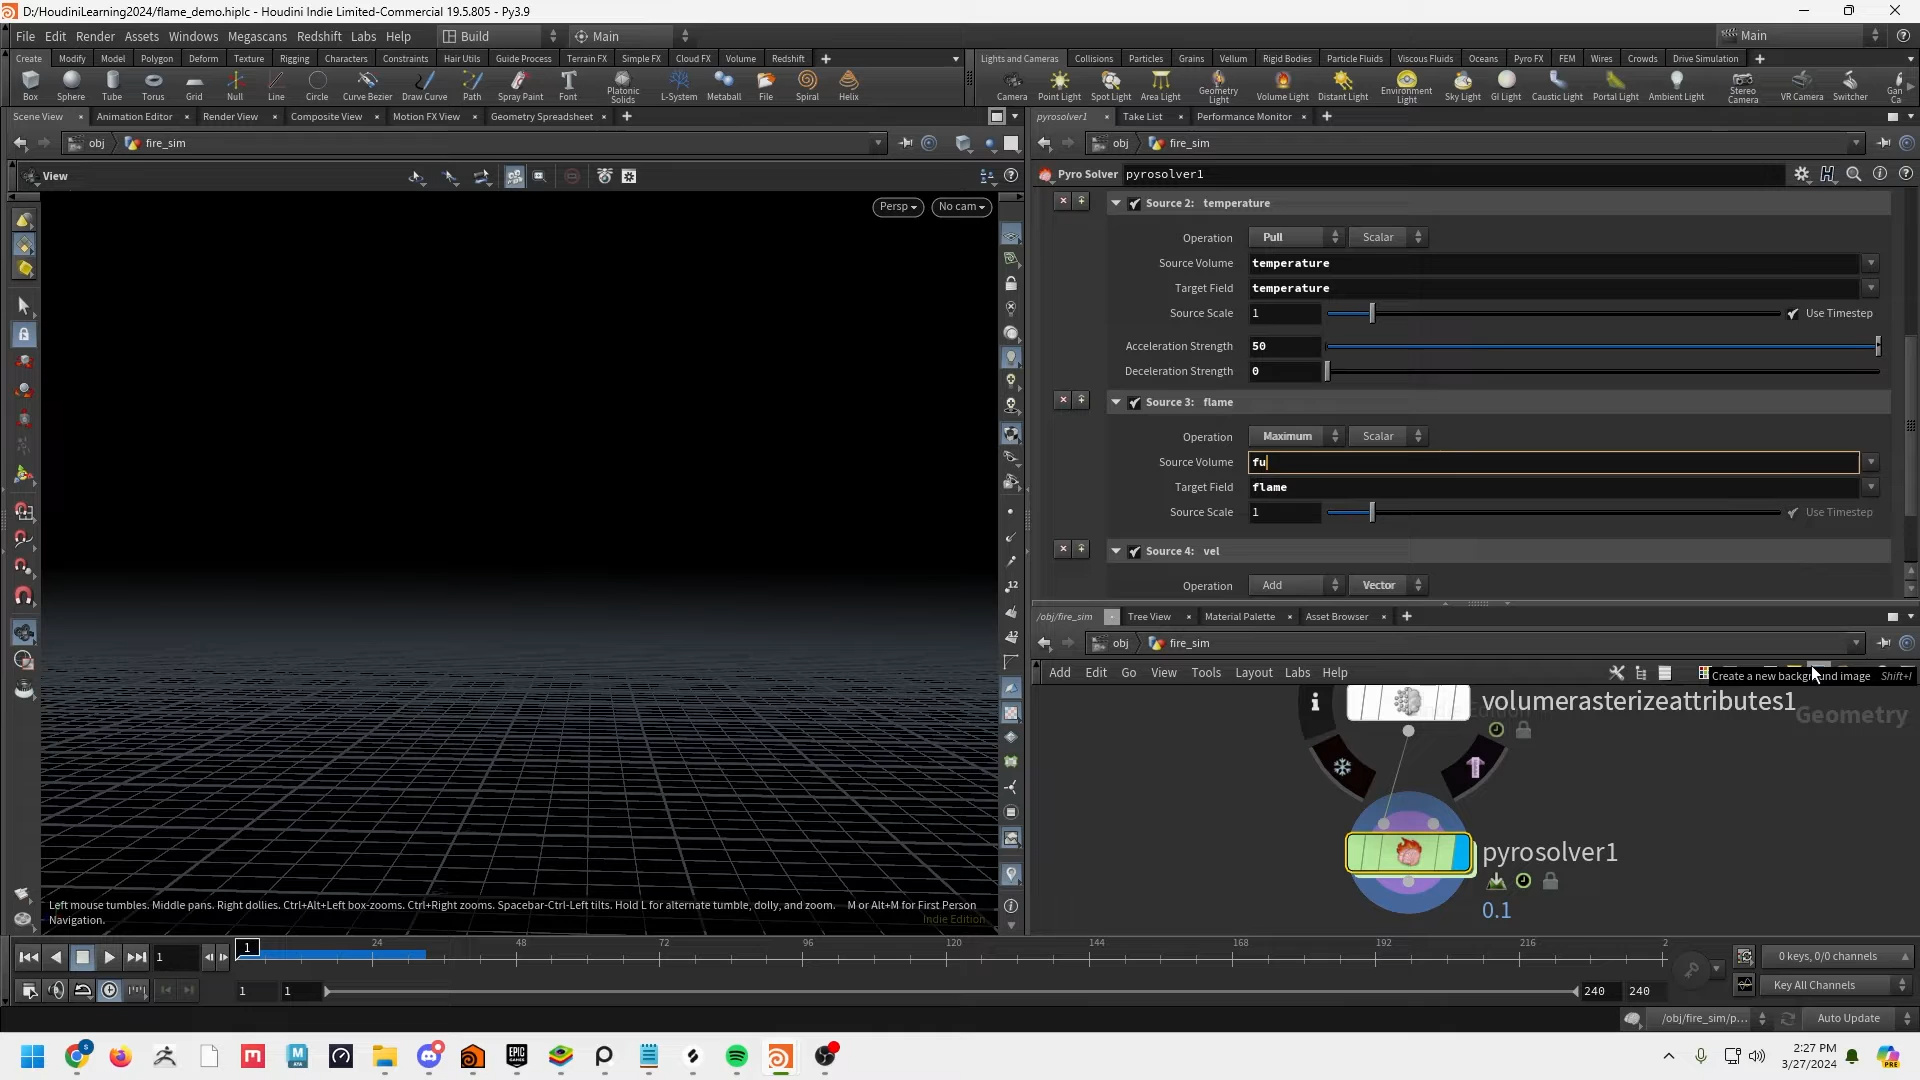 D:/HoudiniLearning2024/flame_demo.hiplc - Houdini Indie Limited-Commercial 19.5.805 - Py3.9
File Edit Render Assets Windows Megascans Redshift Labs Help Build Main Main
Create Modify Model Polygon Deform Texture Rigging Characters Constraints Hair Utils Guide Process Terrain FX Simple FX Cloud FX Volume Redshift
Lights and Cameras Collisions Particles Grains Vellum Rigid Bodies Particle Fluids Viscous Fluids Oceans Pyro FX FEM Wires Crowds Drive Simulation
Box Sphere Tube Torus Grid Null Line Circle Curve Bezier Draw Curve Path Spray Paint Font Platonic Solids L-System Metaball File Spiral Helix
Camera Point Light Spot Light Area Light Geometry Light Volume Light Distant Light Environment Light Sky Light GI Light Caustic Light Portal Light Ambient Light Stereo Camera VR Camera Switcher
Scene View Animation Editor Render View Composite View Motion FX View Geometry Spreadsheet
pyrosolver1 Take List Performance Monitor
obj fire_sim
obj fire_sim
View
Pyro Solver pyrosolver1
Persp No cam
Source 2: temperature
Operation Pull Scalar
Source Volume temperature
Target Field temperature
Source Scale 1 Use Timestep
Acceleration Strength 50
Deceleration Strength 0
Source 3: flame
Operation Maximum Scalar
Source Volume fu
Target Field flame
Source Scale 1 Use Timestep
Source 4: vel
Operation Add Vector
/obj/fire_sim Tree View Material Palette Asset Browser
obj fire_sim
Add Edit Go View Tools Layout Labs Help
Create a new background image Shift+I
volumerasterizeattributes1
Geometry
pyrosolver1
0.1
12
12
Left mouse tumbles. Middle pans. Right dollies. Ctrl+Alt+Left box-zooms. Ctrl+Right zooms. Spacebar-Ctrl-Left tilts. Hold L for alternate tumble, dolly, and zoom. M or Alt+M for First Person
Navigation.
Indie Edition
1 1 24 48 72 96 120 144 168 192 216 2
0 keys, 0/0 channels
1 1 240 240
Key All Channels
/obj/fire_sim/p... Auto Update
2:27 PM
3/27/2024